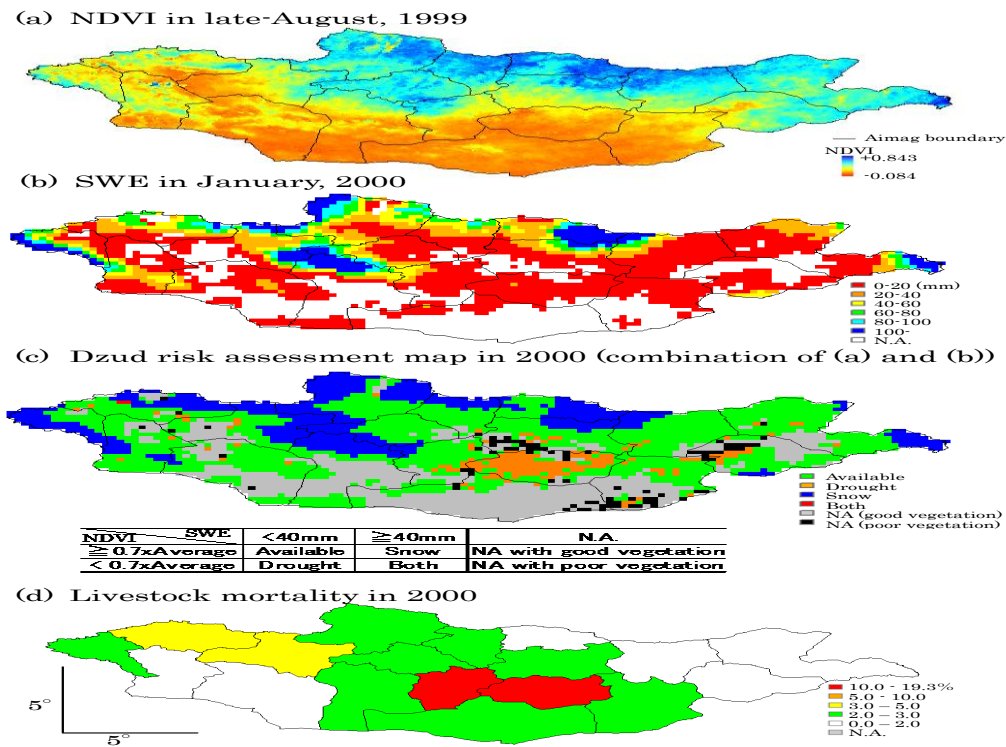 (a) NDVI in late-August, 1999
Aimag boundary
NDVI
+0.843
-0.084
(b) SWE in January, 2000
0-20 (mm)
20-40
40-60
60-80
80-100
100-
N.A.
(c) Dzud risk assessment map in 2000 (combination of (a) and (b))
Available
Drought
Snow
Both
NA (good vegetation)
NA (poor vegetation)
NDVI SWE <40mm ≧40mm N.A.
≧ 0.7xAverage Available Snow NA with good vegetation
< 0.7xAverage Drought Both NA with poor vegetation
(d) Livestock mortality in 2000
10.0 - 19.3%
5.0 - 10.0
3.0 – 5.0
2.0 – 3.0
0.0 – 2.0
N.A.
5°
5°